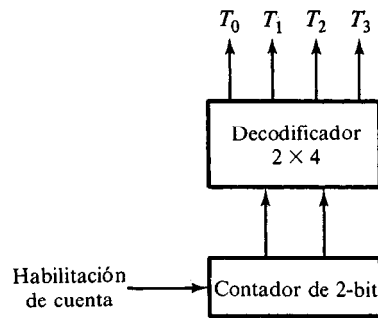 T0 T1 T2 T3
Decodificador
2 × 4
Habilitación
de cuenta
Contador de 2-bit